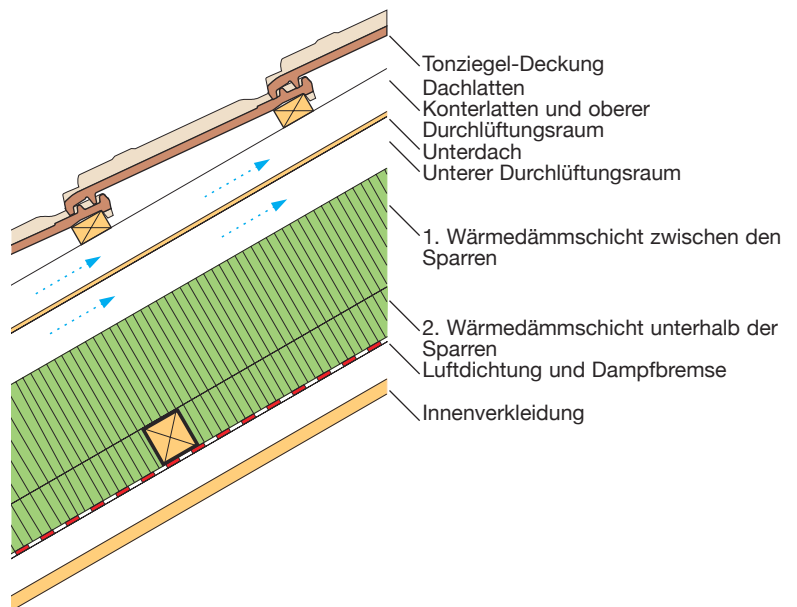 Tonziegel-Deckung
Dachlatten
Konterlatten und oberer
Durchlüftungsraum
Unterdach
Unterer Durchlüftungsraum
1. Wärmedämmschicht zwischen den
Sparren
2. Wärmedämmschicht unterhalb der
Sparren
Luftdichtung und Dampfbremse
Innenverkleidung